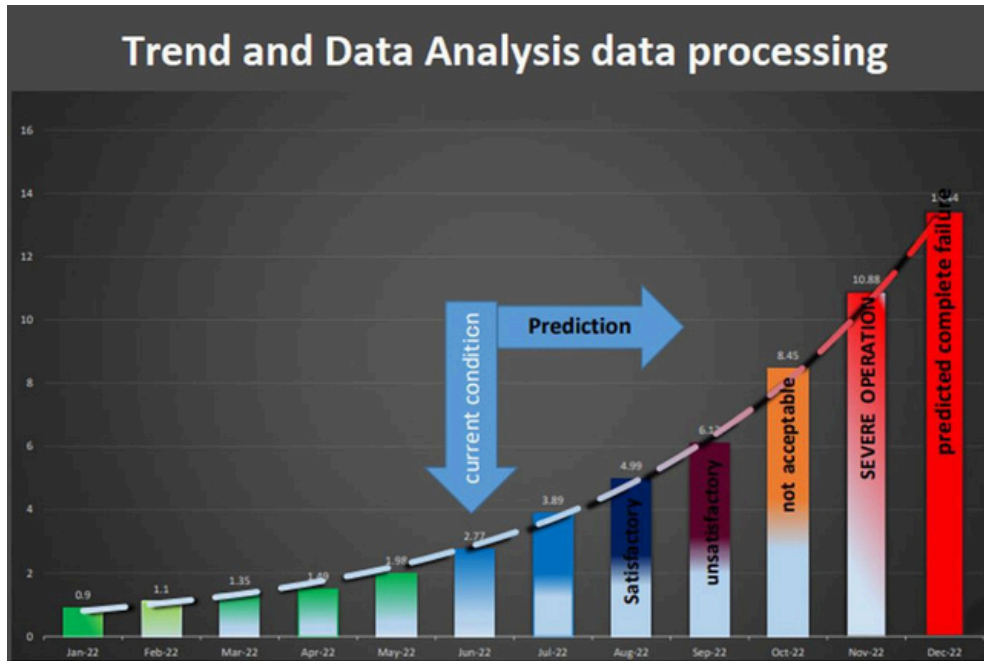 Trend and Data Analysis data processing
16
14
12
10
8
6
4
2
0
0.9
1.1
1.35
1.49
1.98
2.77
3.89
4.99
8.45
10.88
current condition
Prediction
Satisfactory
unsatisfactory
not acceptable
SEVERE OPERATION
predicted complete failure
Jan-22
Feb-22
Mar-22
Apr-22
May-22
Jun-22
Jul-22
Aug-22
Sep-22
Oct-22
Nov-22
Dec-22